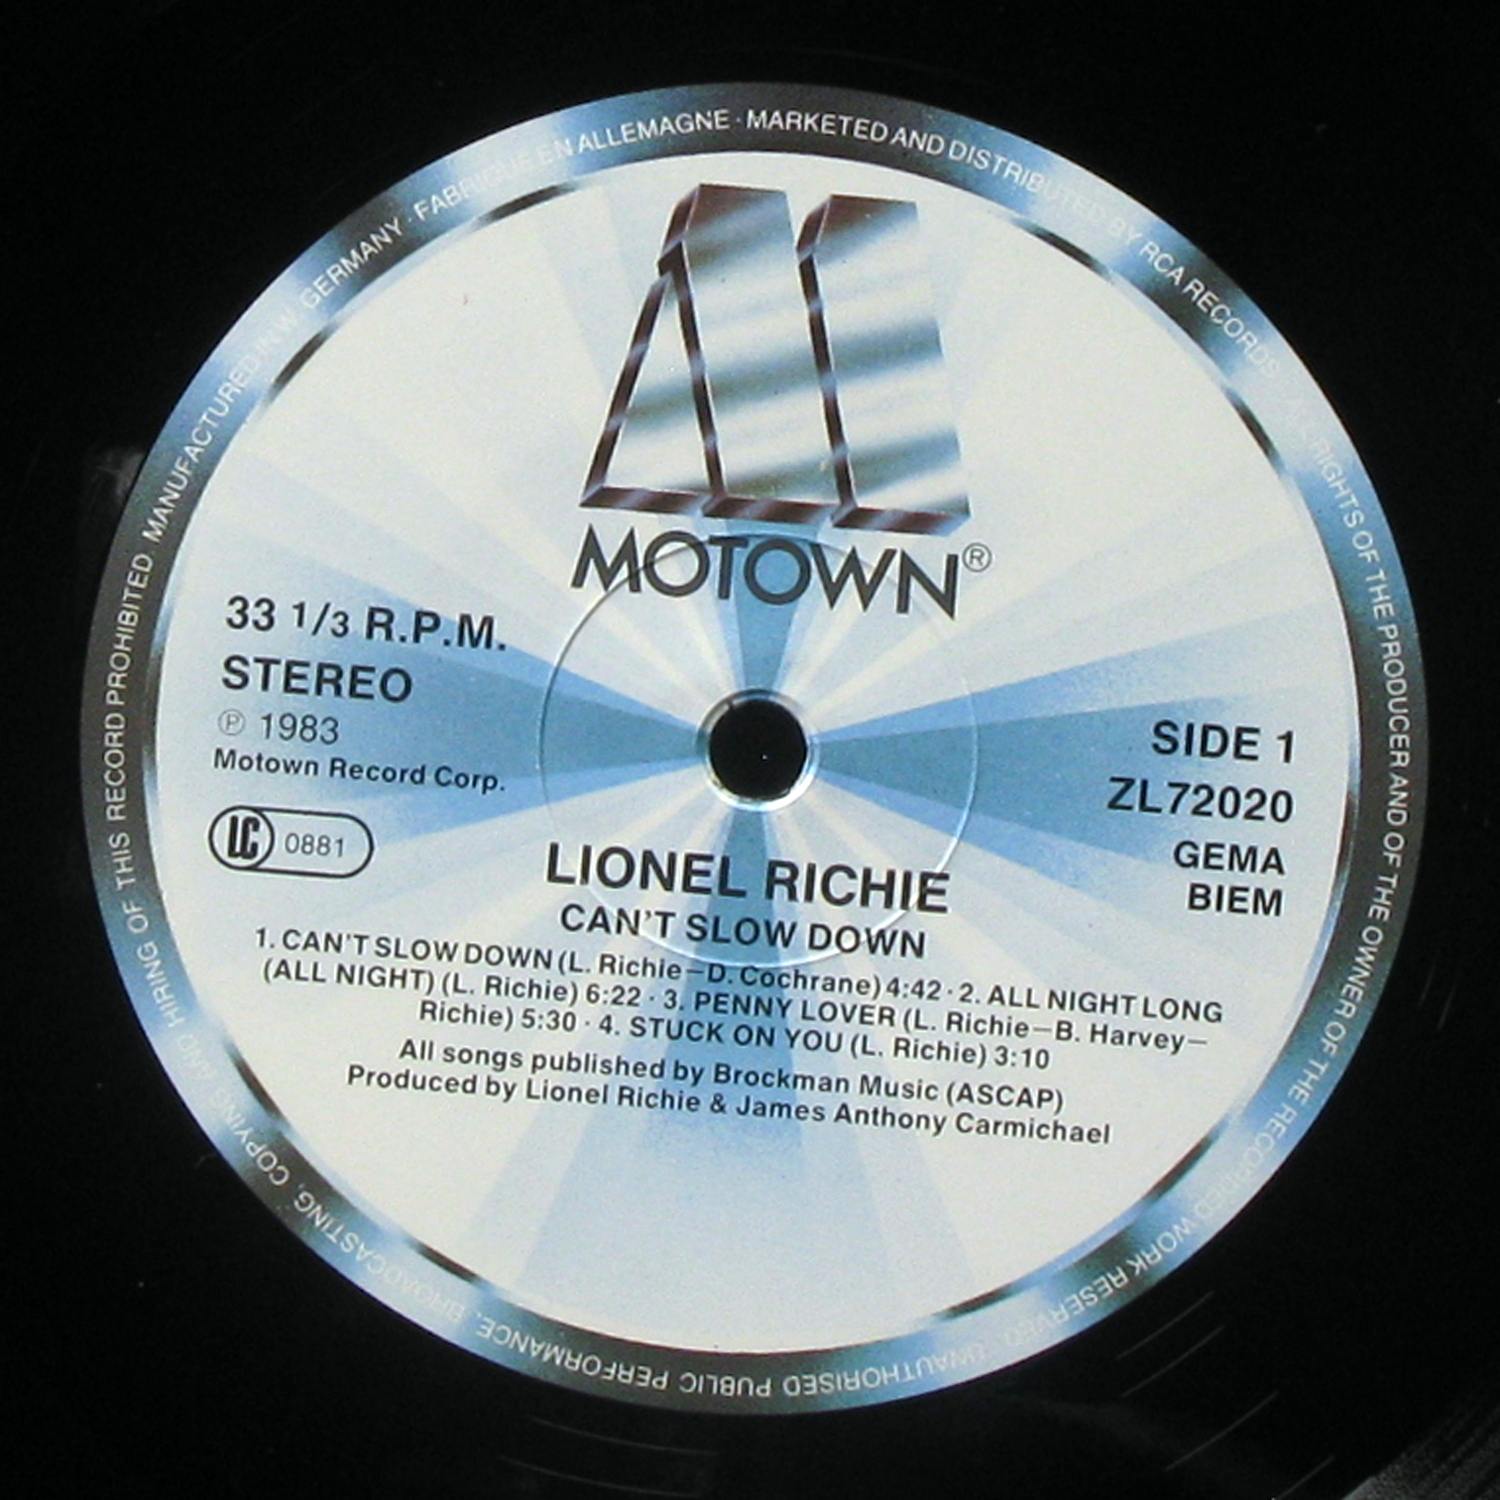 MANUFACTURED IN W. GERMANY · FABRIQUE EN ALLEMAGNE · MARKETED AND DISTRIBUTED BY RCA RECORDS
RIGHTS OF THE PRODUCER AND OF THE OWNER OF THE RECORDED WORK RESERVED · UNAUTHORISED PUBLIC PERFORMANCE, BROADCASTING, COPYING AND HIRING OF THIS RECORD PROHIBITED
MOTOWN®
33 1/3 R.P.M.
STEREO
℗ 1983
Motown Record Corp.
LC 0881
SIDE 1
ZL72020
GEMA
BIEM
LIONEL RICHIE
CAN'T SLOW DOWN
1. CAN'T SLOW DOWN (L. Richie–D. Cochrane) 4:42 · 2. ALL NIGHT LONG
(ALL NIGHT) (L. Richie) 6:22 · 3. PENNY LOVER (L. Richie–B. Harvey–
Richie) 5:30 · 4. STUCK ON YOU (L. Richie) 3:10
All songs published by Brockman Music (ASCAP)
Produced by Lionel Richie & James Anthony Carmichael